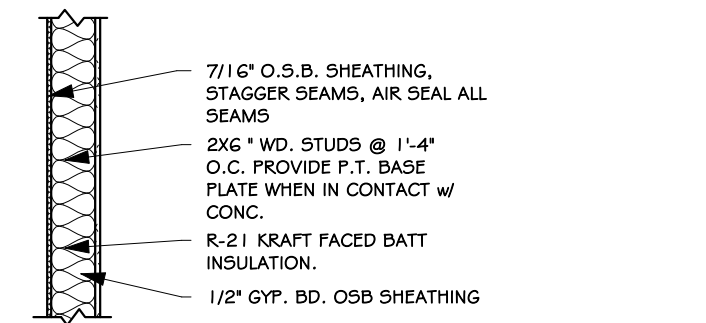 7/16" O.S.B. SHEATHING,
STAGGER SEAMS, AIR SEAL ALL
SEAMS
2X6 " WD. STUDS @ 1'-4"
O.C. PROVIDE P.T. BASE
PLATE WHEN IN CONTACT w/
CONC.
R-21 KRAFT FACED BATT
INSULATION.
1/2" GYP. BD. OSB SHEATHING